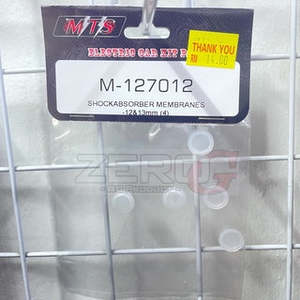 MTS
THANK YOU
RM 14.00
ELECTRIC CAR KIT
M-127012
SHOCKABSORBER MEMBRANES
-12&13mm (4)
ZERO